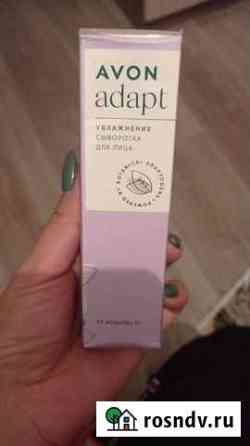 AVON
adapt
УВЛАЖНЕНИЕ
СЫВОРОТКА
ДЛЯ ЛИЦА
rosndv.ru